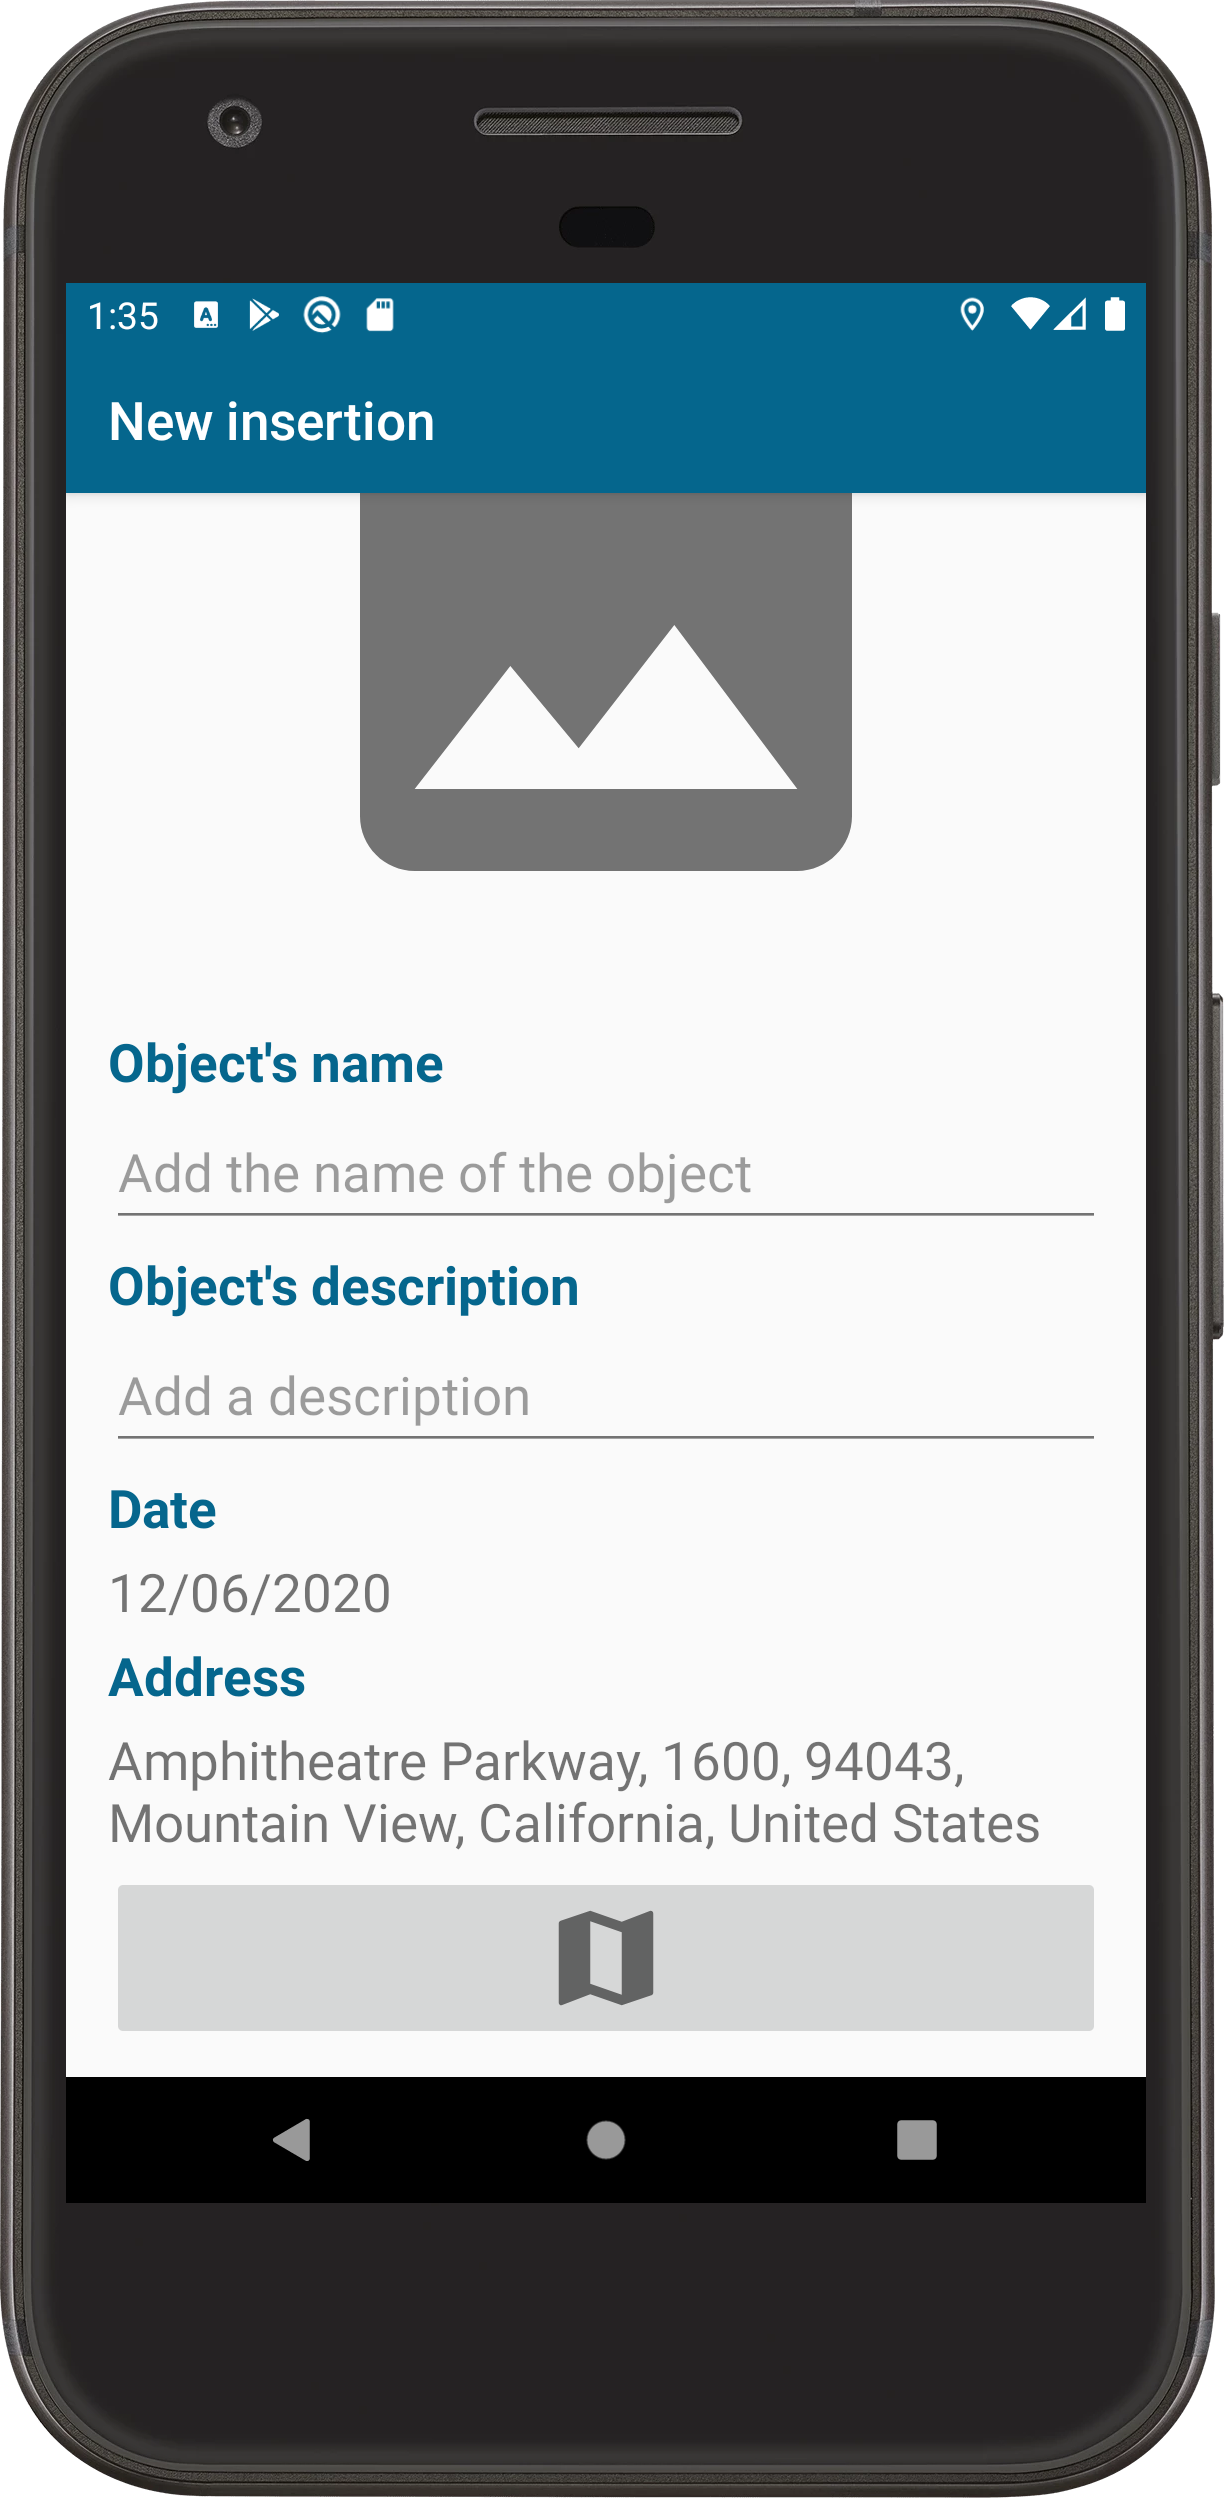 1:35
New insertion
Object's name
Add the name of the object
Object's description
Add a description
Date
12/06/2020
Address
Amphitheatre Parkway, 1600, 94043,
Mountain View, California, United States